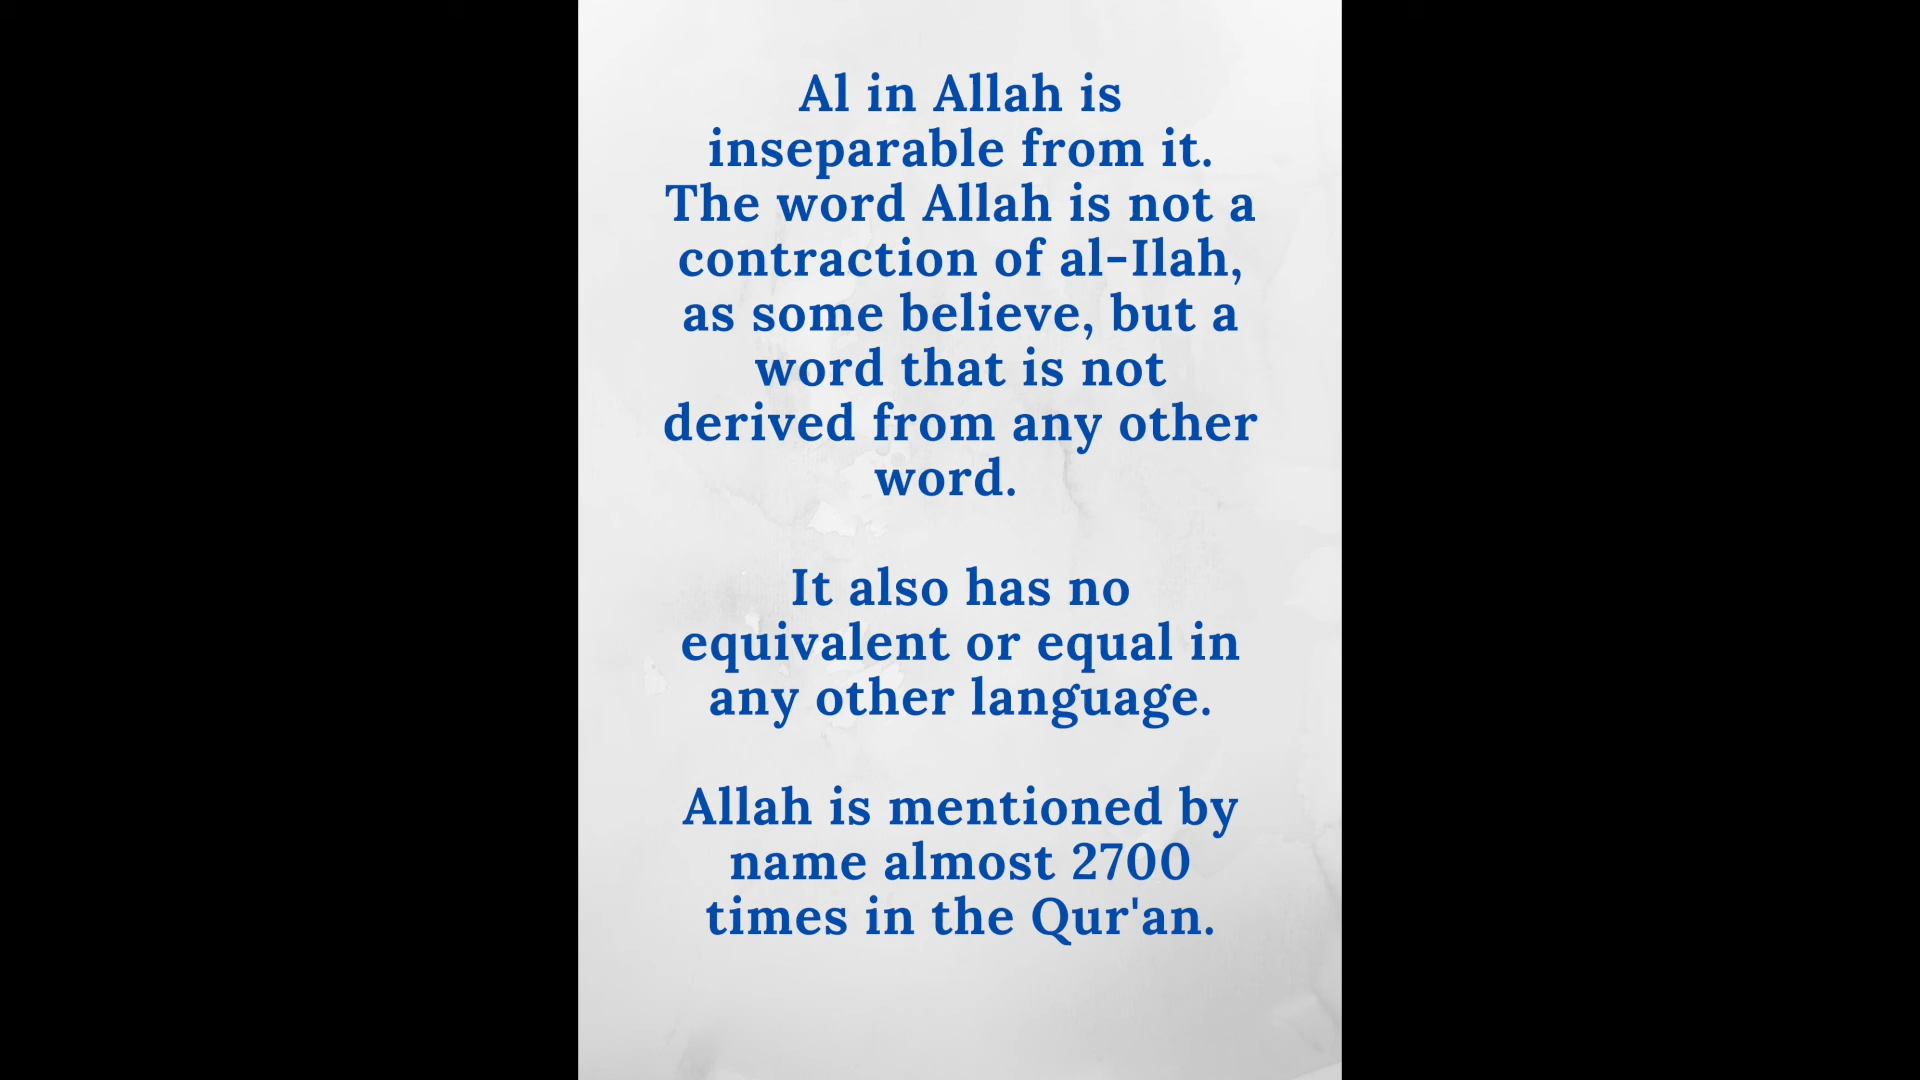 Al in Allah is
inseparable from it.
The word Allah is not a
contraction of al-Ilah,
as some believe, but a
word that is not
derived from any other
word.
It also has no
equivalent or equal in
any other language.
Allah is mentioned by
name almost 2700
times in the Qur'an.